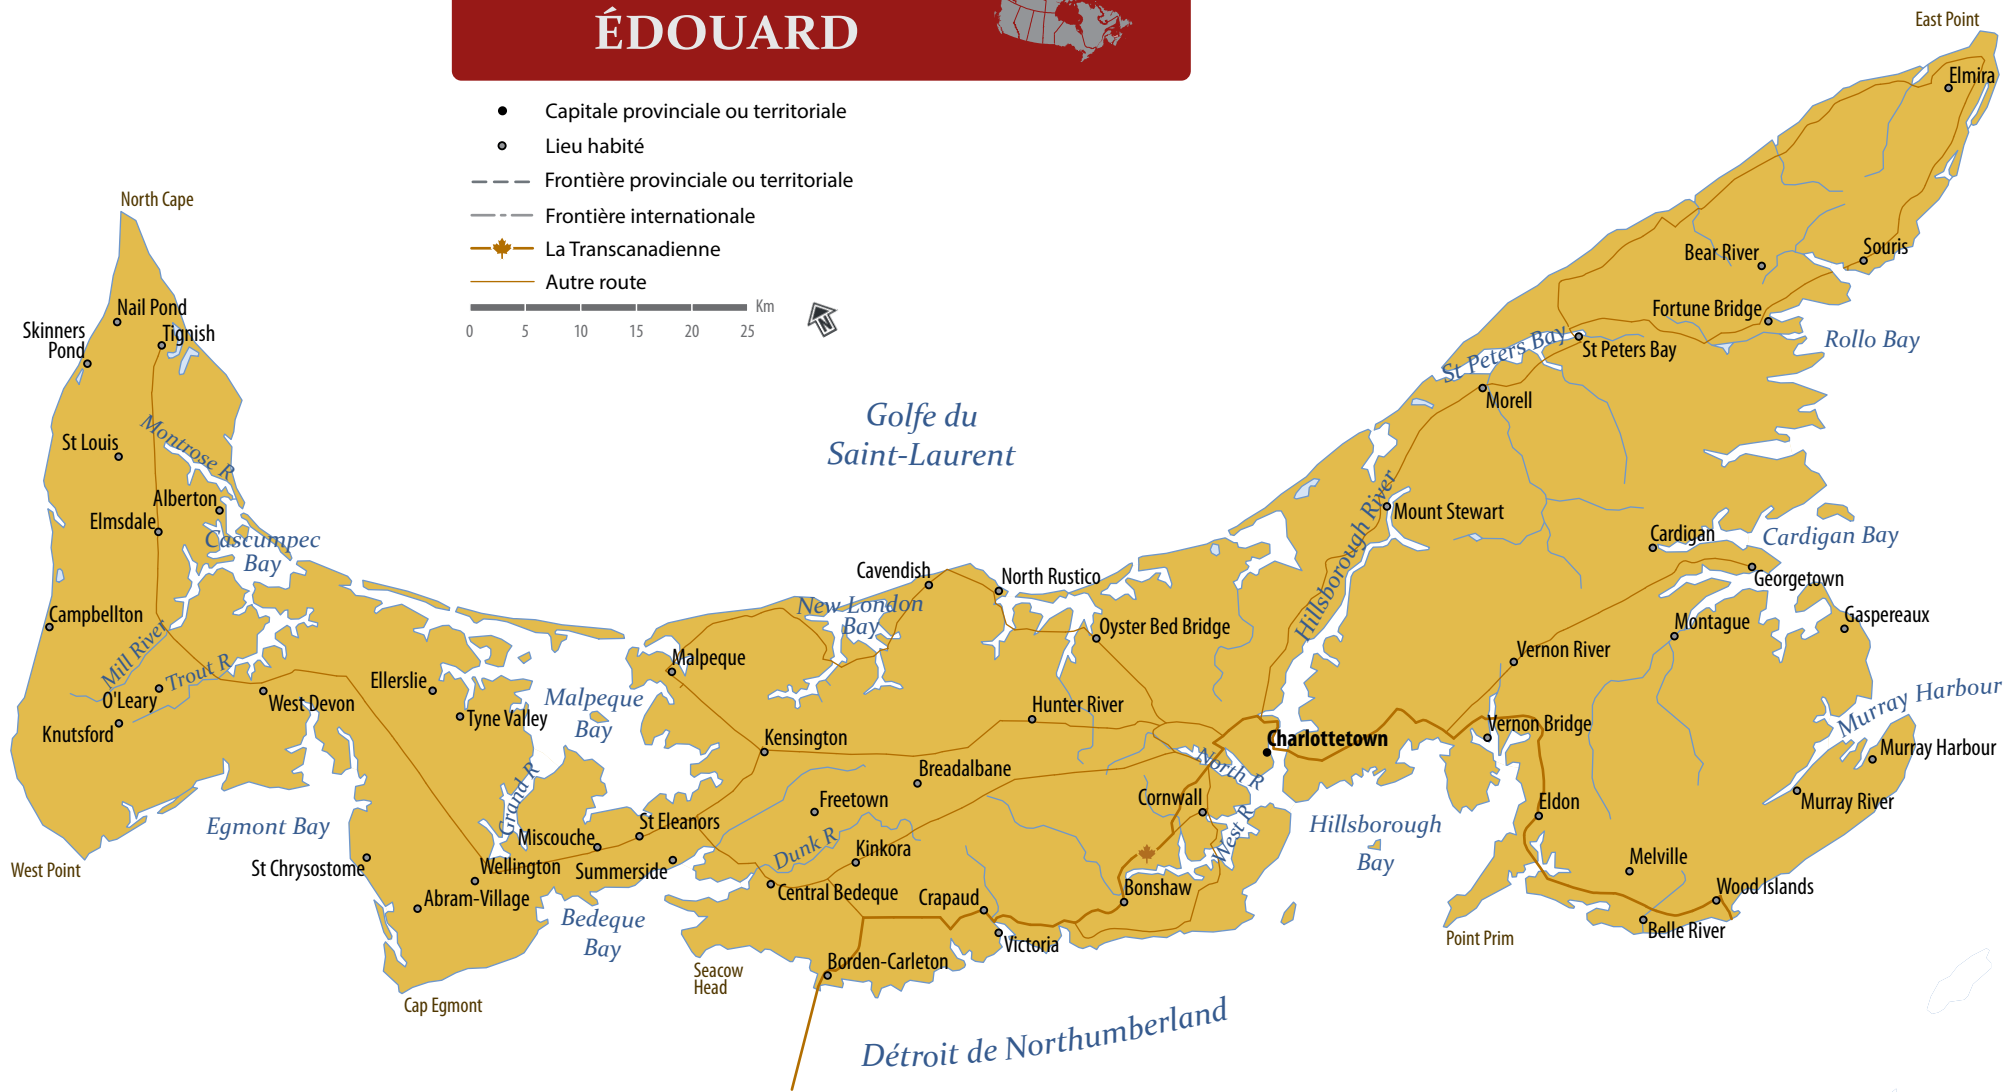 ÉDOUARD
Capitale provinciale ou territoriale
Lieu habité
Frontière provinciale ou territoriale
Frontière internationale
La Transcanadienne
Autre route
Km
0 5 10 15 20 25
N
East Point
Elmira
North Cape
Nail Pond
Skinners
Pond
Tignish
St Louis
Montrose R
Alberton
Elmsdale
Cascumpec
Bay
Campbellton
Mill River
Trout R
O'Leary
Knutsford
West Devon
Ellerslie
Tyne Valley
Malpeque
Bay
Egmont Bay
West Point
St Chrysostome
Grand R
Wellington
Abram-Village
Cap Egmont
Miscouche
St Eleanors
Summerside
Bedeque
Bay
Golfe du
Saint-Laurent
Cavendish
North Rustico
New London
Bay
Malpeque
Oyster Bed Bridge
Kensington
Hunter River
Breadalbane
Freetown
Dunk R
Kinkora
Central Bedeque
Crapaud
Victoria
Borden-Carleton
Seacow
Head
Bonshaw
Cornwall
North R
West R
Charlottetown
Hillsborough River
Hillsborough
Bay
Détroit de Northumberland
Bear River
Souris
Fortune Bridge
Rollo Bay
St Peters Bay
St Peters Bay
Morell
Mount Stewart
Cardigan
Cardigan Bay
Georgetown
Montague
Gaspereaux
Vernon River
Vernon Bridge
Murray Harbour
Murray Harbour
Murray River
Eldon
Melville
Wood Islands
Belle River
Point Prim